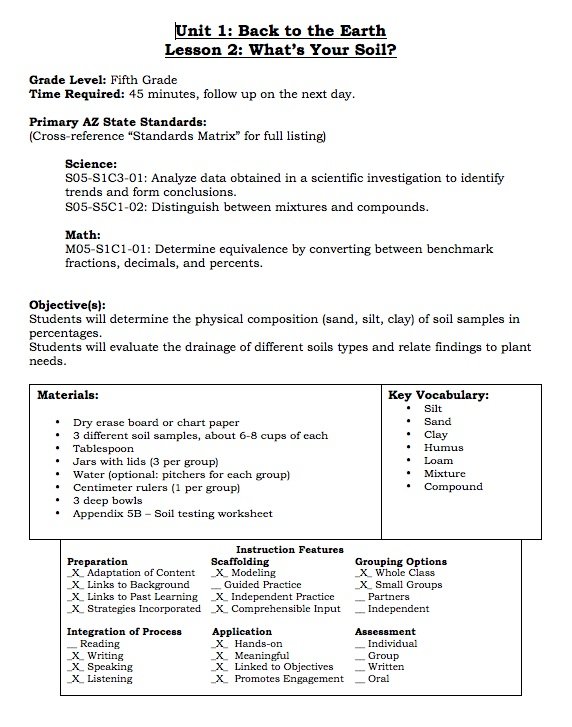 Unit 1: Back to the Earth
Lesson 2: What's Your Soil?
Grade Level: Fifth Grade
Time Required: 45 minutes, follow up on the next day.
Primary AZ State Standards:
(Cross-reference “Standards Matrix” for full listing)
Science:
S05-S1C3-01: Analyze data obtained in a scientific investigation to identify
trends and form conclusions.
S05-S5C1-02: Distinguish between mixtures and compounds.
Math:
M05-S1C1-01: Determine equivalence by converting between benchmark
fractions, decimals, and percents.
Objective(s):
Students will determine the physical composition (sand, silt, clay) of soil samples in
percentages.
Students will evaluate the drainage of different soils types and relate findings to plant
needs.
Materials:
• Dry erase board or chart paper
• 3 different soil samples, about 6-8 cups of each
• Tablespoon
• Jars with lids (3 per group)
• Water (optional: pitchers for each group)
• Centimeter rulers (1 per group)
• 3 deep bowls
• Appendix 5B – Soil testing worksheet
Key Vocabulary:
• Silt
• Sand
• Clay
• Humus
• Loam
• Mixture
• Compound
Instruction Features
Preparation
_X_ Adaptation of Content
_X_ Links to Background
_X_ Links to Past Learning
_X_ Strategies Incorporated
Scaffolding
_X_ Modeling
__ Guided Practice
_X_ Independent Practice
_X_ Comprehensible Input
Grouping Options
_X_ Whole Class
_X_ Small Groups
__ Partners
__ Independent
Integration of Process
__ Reading
_X_ Writing
_X_ Speaking
_X_ Listening
Application
_X_ Hands-on
_X_ Meaningful
_X_ Linked to Objectives
_X_ Promotes Engagement
Assessment
__ Individual
__ Group
__ Written
__ Oral